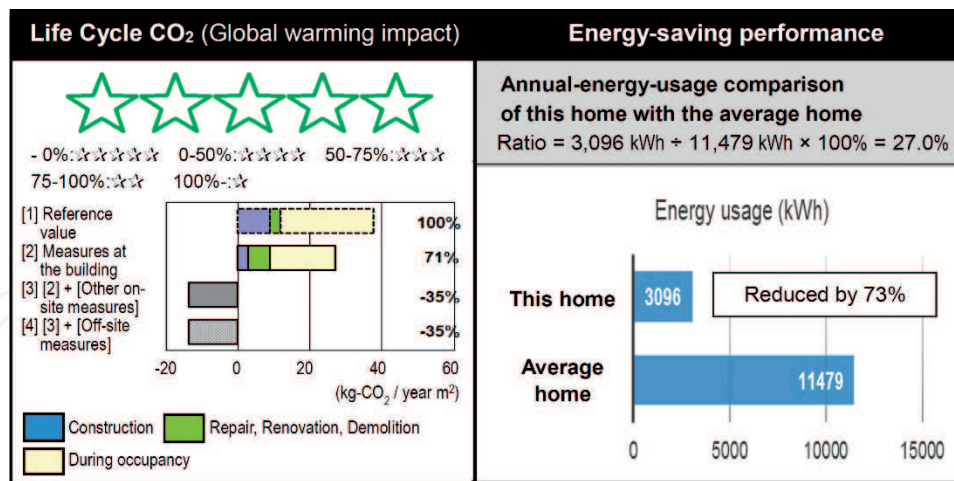 Life Cycle CO₂ (Global warming impact)
- 0%:☆☆☆☆☆ 0-50%:☆☆☆☆ 50-75%:☆☆☆
75-100%:☆☆ 100%-:☆
[1] Reference
value
100%
[2] Measures at
the building
71%
[3] [2] + [Other on-
site measures]
-35%
[4] [3] + [Off-site
measures]
-35%
-20 0 20 40 60
(kg-CO₂ / year m²)
Construction
Repair, Renovation, Demolition
During occupancy
Energy-saving performance
Annual-energy-usage comparison
of this home with the average home
Ratio = 3,096 kWh ÷ 11,479 kWh × 100% = 27.0%
Energy usage (kWh)
This home
3096
Reduced by 73%
Average
home
11479
0 5000 10000 15000